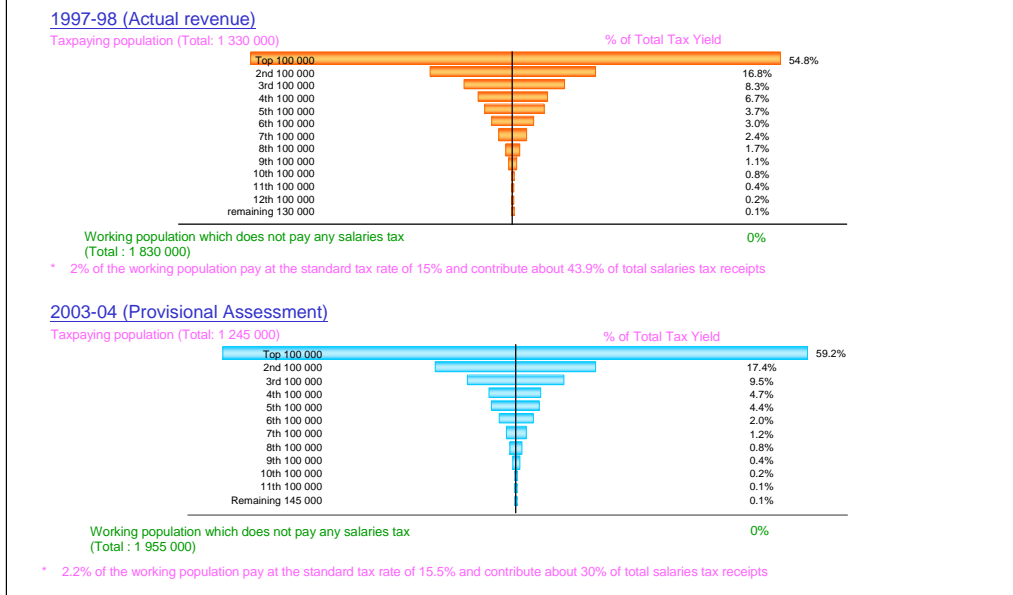 1997-98 (Actual revenue)
Taxpaying population (Total: 1 330 000) % of Total Tax Yield
Top 100 000 54.8%
2nd 100 000 16.8%
3rd 100 000 8.3%
4th 100 000 6.7%
5th 100 000 3.7%
6th 100 000 3.0%
7th 100 000 2.4%
8th 100 000 1.7%
9th 100 000 1.1%
10th 100 000 0.8%
11th 100 000 0.4%
12th 100 000 0.2%
remaining 130 000 0.1%
Working population which does not pay any salaries tax 0%
(Total : 1 830 000)
* 2% of the working population pay at the standard tax rate of 15% and contribute about 43.9% of total salaries tax receipts
2003-04 (Provisional Assessment)
Taxpaying population (Total: 1 245 000) % of Total Tax Yield
Top 100 000 59.2%
2nd 100 000 17.4%
3rd 100 000 9.5%
4th 100 000 4.7%
5th 100 000 4.4%
6th 100 000 2.0%
7th 100 000 1.2%
8th 100 000 0.8%
9th 100 000 0.4%
10th 100 000 0.2%
11th 100 000 0.1%
Remaining 145 000 0.1%
Working population which does not pay any salaries tax 0%
(Total : 1 955 000)
* 2.2% of the working population pay at the standard tax rate of 15.5% and contribute about 30% of total salaries tax receipts